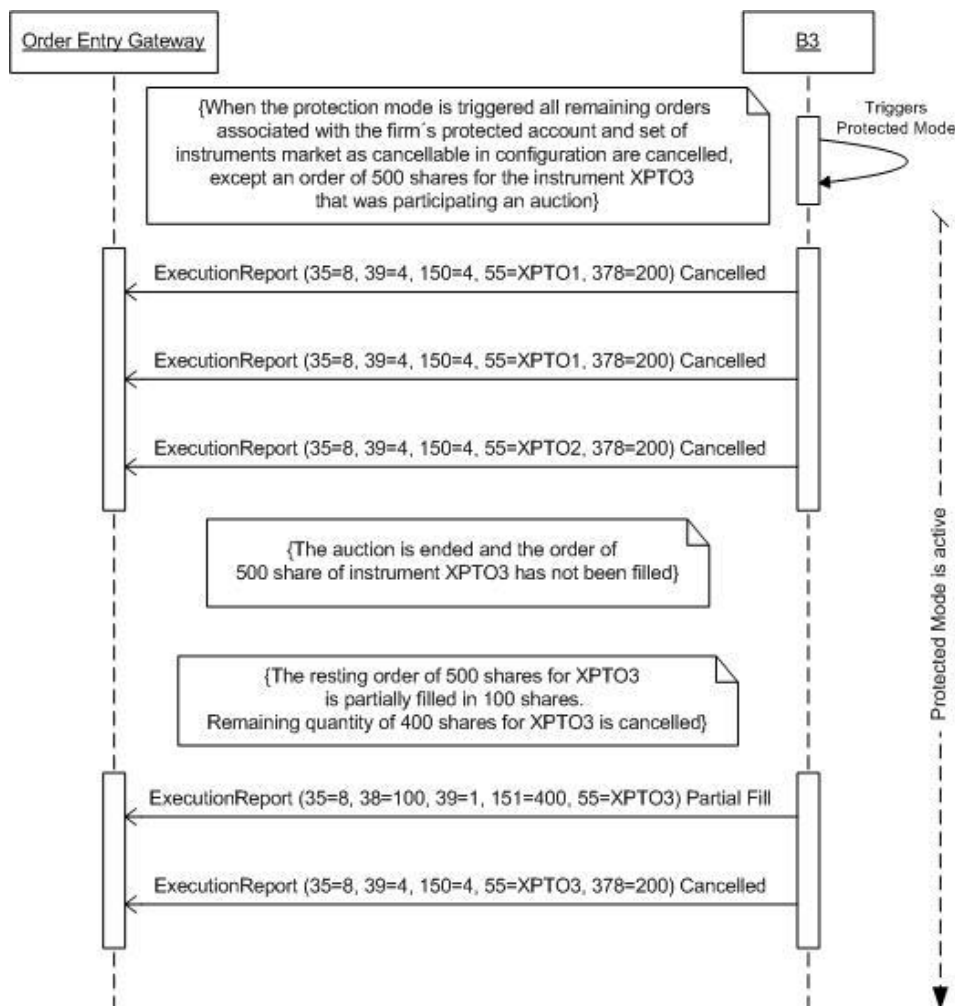 Order Entry Gateway
B3
{When the protection mode is triggered all remaining orders
associated with the firm´s protected account and set of
instruments market as cancellable in configuration are cancelled,
except an order of 500 shares for the instrument XPTO3
that was participating an auction}
Triggers
Protected Mode
ExecutionReport (35=8, 39=4, 150=4, 55=XPTO1, 378=200) Cancelled
ExecutionReport (35=8, 39=4, 150=4, 55=XPTO1, 378=200) Cancelled
ExecutionReport (35=8, 39=4, 150=4, 55=XPTO2, 378=200) Cancelled
{The auction is ended and the order of
500 share of instrument XPTO3 has not been filled}
{The resting order of 500 shares for XPTO3
is partially filled in 100 shares.
Remaining quantity of 400 shares for XPTO3 is cancelled}
ExecutionReport (35=8, 38=100, 39=1, 151=400, 55=XPTO3) Partial Fill
ExecutionReport (35=8, 39=4, 150=4, 55=XPTO3, 378=200) Cancelled
Protected Mode is active